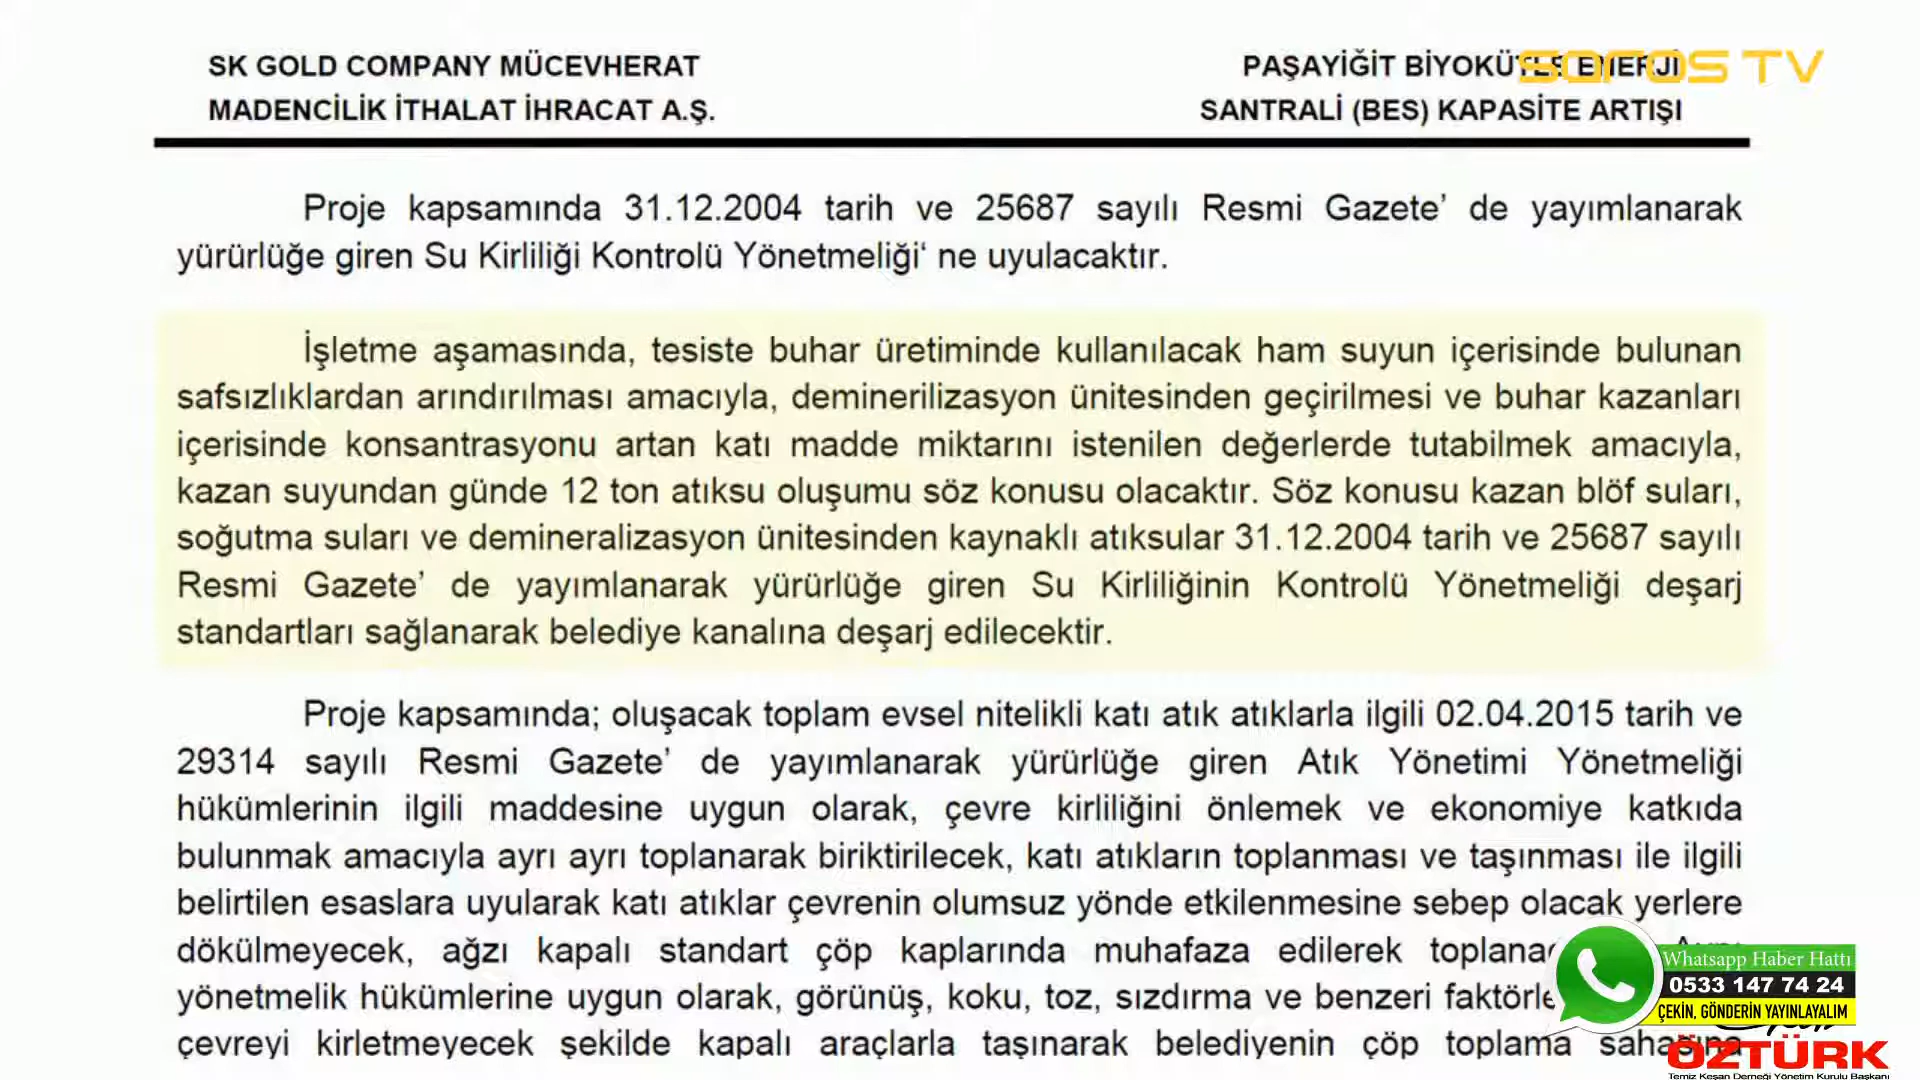 SK GOLD COMPANY MÜCEVHERAT
MADENCİLİK İTHALAT İHRACAT A.Ş.
PAŞAYİĞİT BİYOKÜTLE ENERJİ
SANTRALİ (BES) KAPASİTE ARTIŞI
saros TV
Proje kapsamında 31.12.2004 tarih ve 25687 sayılı Resmi Gazete’ de yayımlanarak
yürürlüğe giren Su Kirliliği Kontrolü Yönetmeliği‘ ne uyulacaktır.
İşletme aşamasında, tesiste buhar üretiminde kullanılacak ham suyun içerisinde bulunan
safsızlıklardan arındırılması amacıyla, deminerilizasyon ünitesinden geçirilmesi ve buhar kazanları
içerisinde konsantrasyonu artan katı madde miktarını istenilen değerlerde tutabilmek amacıyla,
kazan suyundan günde 12 ton atıksu oluşumu söz konusu olacaktır. Söz konusu kazan blöf suları,
soğutma suları ve demineralizasyon ünitesinden kaynaklı atıksular 31.12.2004 tarih ve 25687 sayılı
Resmi Gazete’ de yayımlanarak yürürlüğe giren Su Kirliliğinin Kontrolü Yönetmeliği deşarj
standartları sağlanarak belediye kanalına deşarj edilecektir.
Proje kapsamında; oluşacak toplam evsel nitelikli katı atık atıklarla ilgili 02.04.2015 tarih ve
29314 sayılı Resmi Gazete’ de yayımlanarak yürürlüğe giren Atık Yönetimi Yönetmeliği
hükümlerinin ilgili maddesine uygun olarak, çevre kirliliğini önlemek ve ekonomiye katkıda
bulunmak amacıyla ayrı ayrı toplanarak biriktirilecek, katı atıkların toplanması ve taşınması ile ilgili
belirtilen esaslara uyularak katı atıklar çevrenin olumsuz yönde etkilenmesine sebep olacak yerlere
dökülmeyecek, ağzı kapalı standart çöp kaplarında muhafaza edilerek
yönetmelik hükümlerine uygun olarak, görünüş, koku, toz, sızdırma ve benzeri
çevreyi kirletmeyecek şekilde kapalı araçlarla taşınarak belediyenin çöp toplama sahasına
Whatsapp Haber Hattı
0533 147 74 24
ÇEKİN, GÖNDERİN YAYINLAYALIM
ÖZTÜRK
Temiz Keşan Derneği Yönetim Kurulu Başkanı